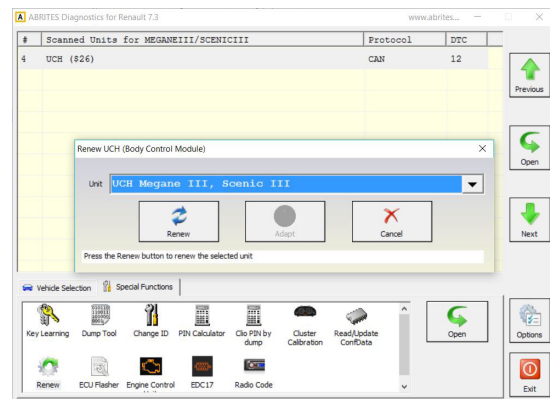 ABRITES Diagnostics for Renault 7.3
www.abrites...
# Scanned Units for MEGANEIII/SCENICIII Protocol DTC
4 UCH ($26) CAN 12
Previous
Renew UCH (Body Control Module)
Unit UCH Megane III, Scenic III
Open
Renew Adapt Cancel
Next
Press the Renew button to renew the selected unit
Vehicle Selection Special Functions
Key Learning Dump Tool Change ID PIN Calculator Clio PIN by dump Cluster Calibration Read/Update ConfData
Open
Options
Renew ECU Flasher Engine Control EDC17 Radio Code
Exit